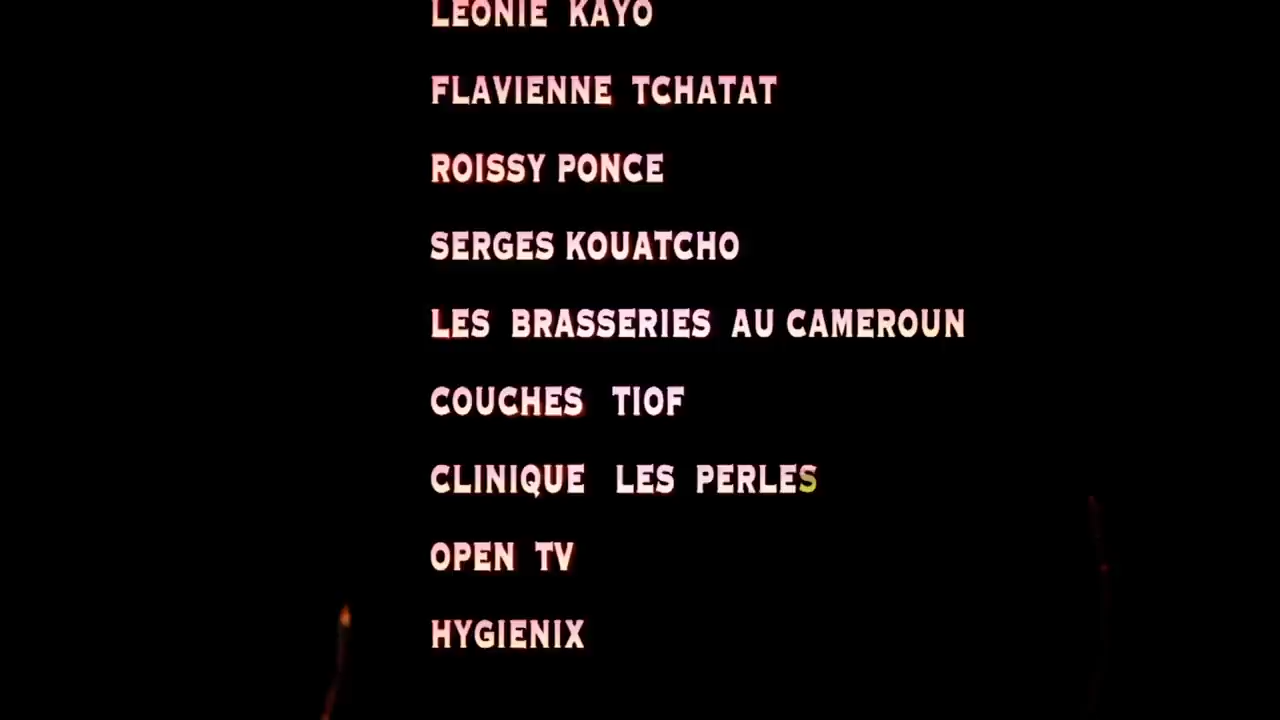 LEONIE KAYO
FLAVIENNE TCHATAT
ROISSY PONCE
SERGES KOUATCHO
LES BRASSERIES AU CAMEROUN
COUCHES TIOF
CLINIQUE LES PERLES
OPEN TV
HYGIENIX